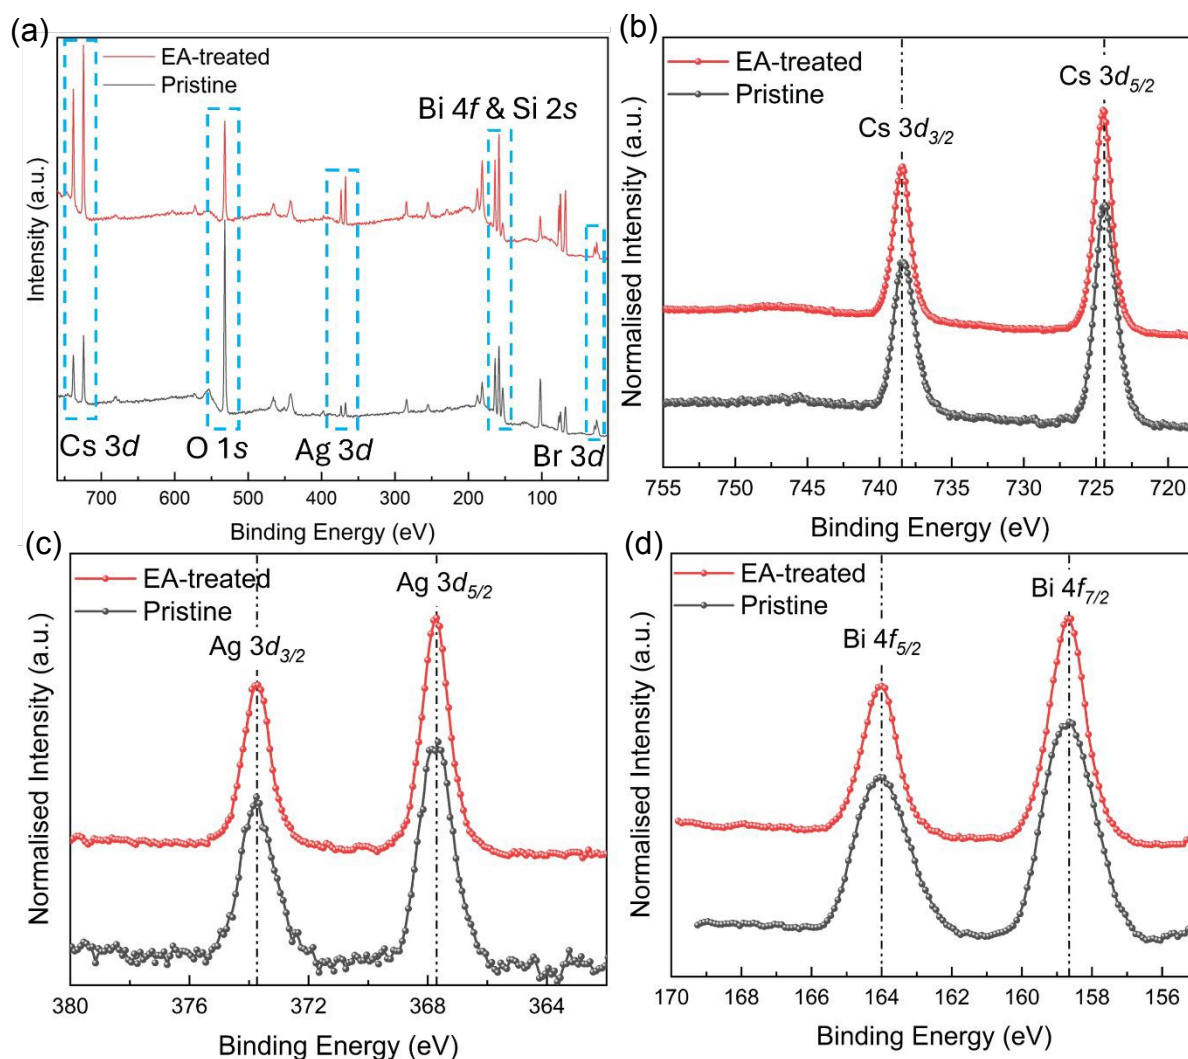 (a)
EA-treated
Pristine
Bi 4f & Si 2s
Cs 3d
O 1s
Ag 3d
Br 3d
Intensity (a.u.)
700 600 500 400 300 200 100
Binding Energy (eV)
(b)
EA-treated
Pristine
Cs 3d5/2
Cs 3d3/2
Normalised Intensity (a.u.)
755 750 745 740 735 730 725 720
Binding Energy (eV)
(c)
EA-treated
Pristine
Ag 3d5/2
Ag 3d3/2
Normalised Intensity (a.u.)
380 376 372 368 364
Binding Energy (eV)
(d)
EA-treated
Pristine
Bi 4f7/2
Bi 4f5/2
Normalised Intensity (a.u.)
170 168 166 164 162 160 158 156
Binding Energy (eV)